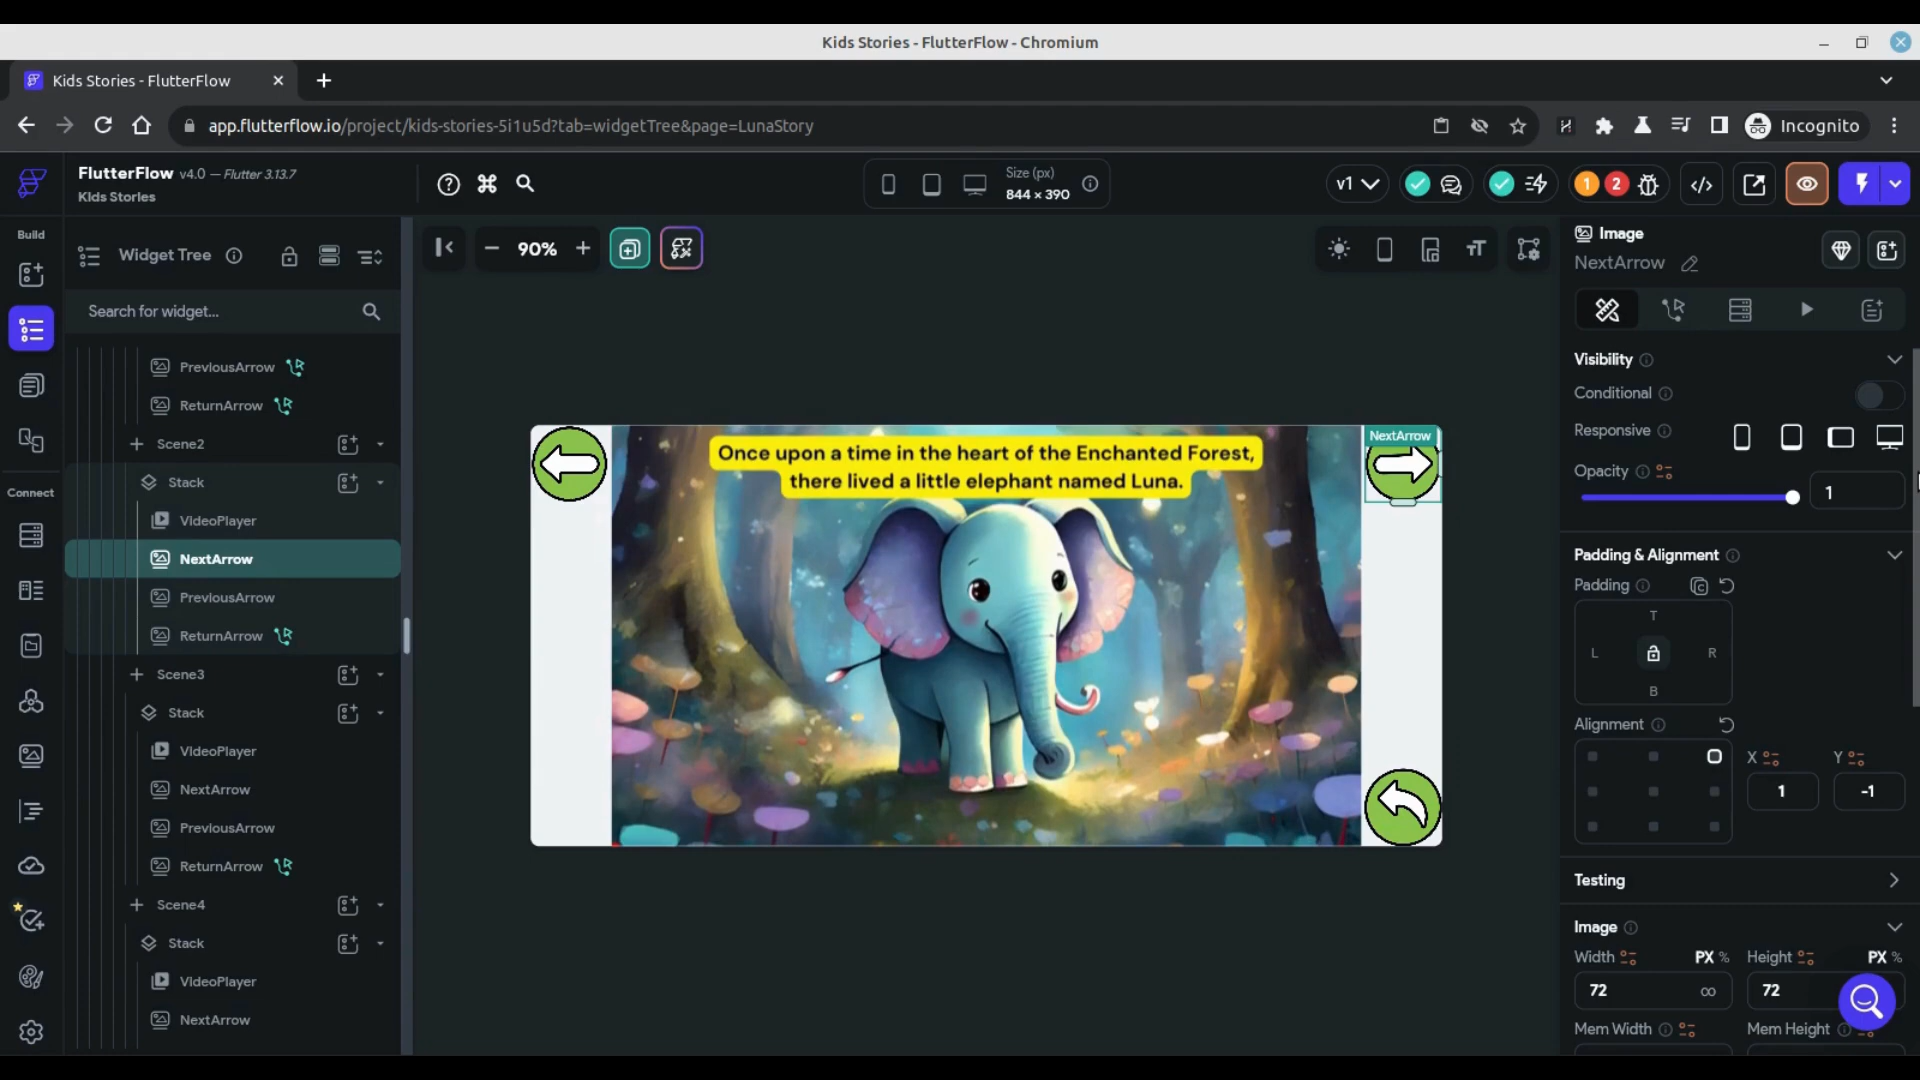 Kids Stories - FlutterFlow - Chromium
Kids Stories - FlutterFlow
app.flutterflow.io/project/kids-stories-5i1u5d?tab=widgetTree&page=LunaStory
Incognito
FlutterFlow v4.0 — Flutter 3.13.7
Kids Stories
Size (px)
844 × 390
v1
1 2
Build
Widget Tree
90%
Search for widget...
PreviousArrow
ReturnArrow
Scene2
Stack
Connect
VideoPlayer
NextArrow
PreviousArrow
ReturnArrow
Scene3
Stack
VideoPlayer
NextArrow
PreviousArrow
ReturnArrow
Scene4
Stack
VideoPlayer
NextArrow
NextArrow
Once upon a time in the heart of the Enchanted Forest,
there lived a little elephant named Luna.
Image
NextArrow
Visibility
Conditional
Responsive
Opacity
1
Padding & Alignment
Padding
T
L R
B
Alignment
X Y
1 -1
Testing
Image
Width PX % Height PX %
72 ∞ 72
Mem Width Mem Height